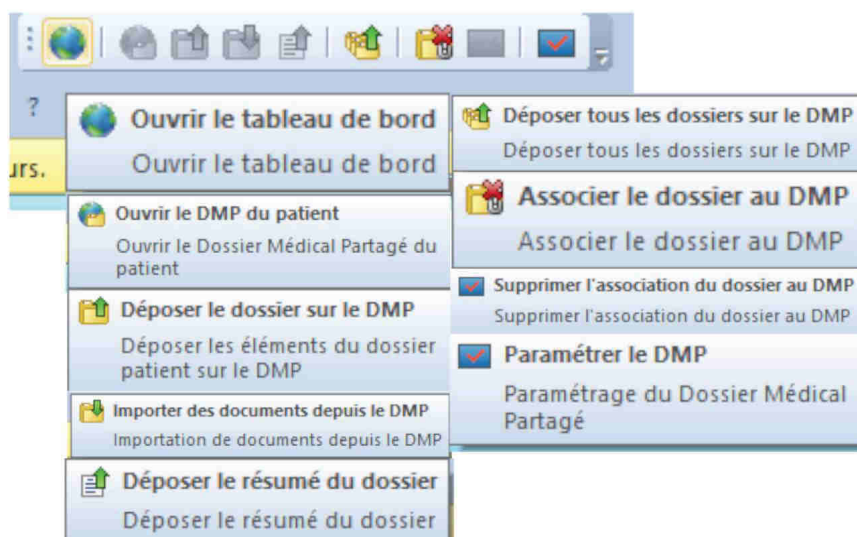 ?
urs.
Ouvrir le tableau de bord
Ouvrir le tableau de bord
Ouvrir le DMP du patient
Ouvrir le Dossier Médical Partagé du
patient
Déposer le dossier sur le DMP
Déposer les éléments du dossier
patient sur le DMP
Importer des documents depuis le DMP
Importation de documents depuis le DMP
Déposer le résumé du dossier
Déposer le résumé du dossier
Déposer tous les dossiers sur le DMP
Déposer tous les dossiers sur le DMP
Associer le dossier au DMP
Associer le dossier au DMP
Supprimer l'association du dossier au DMP
Supprimer l'association du dossier au DMP
Paramétrer le DMP
Paramétrage du Dossier Médical
Partagé